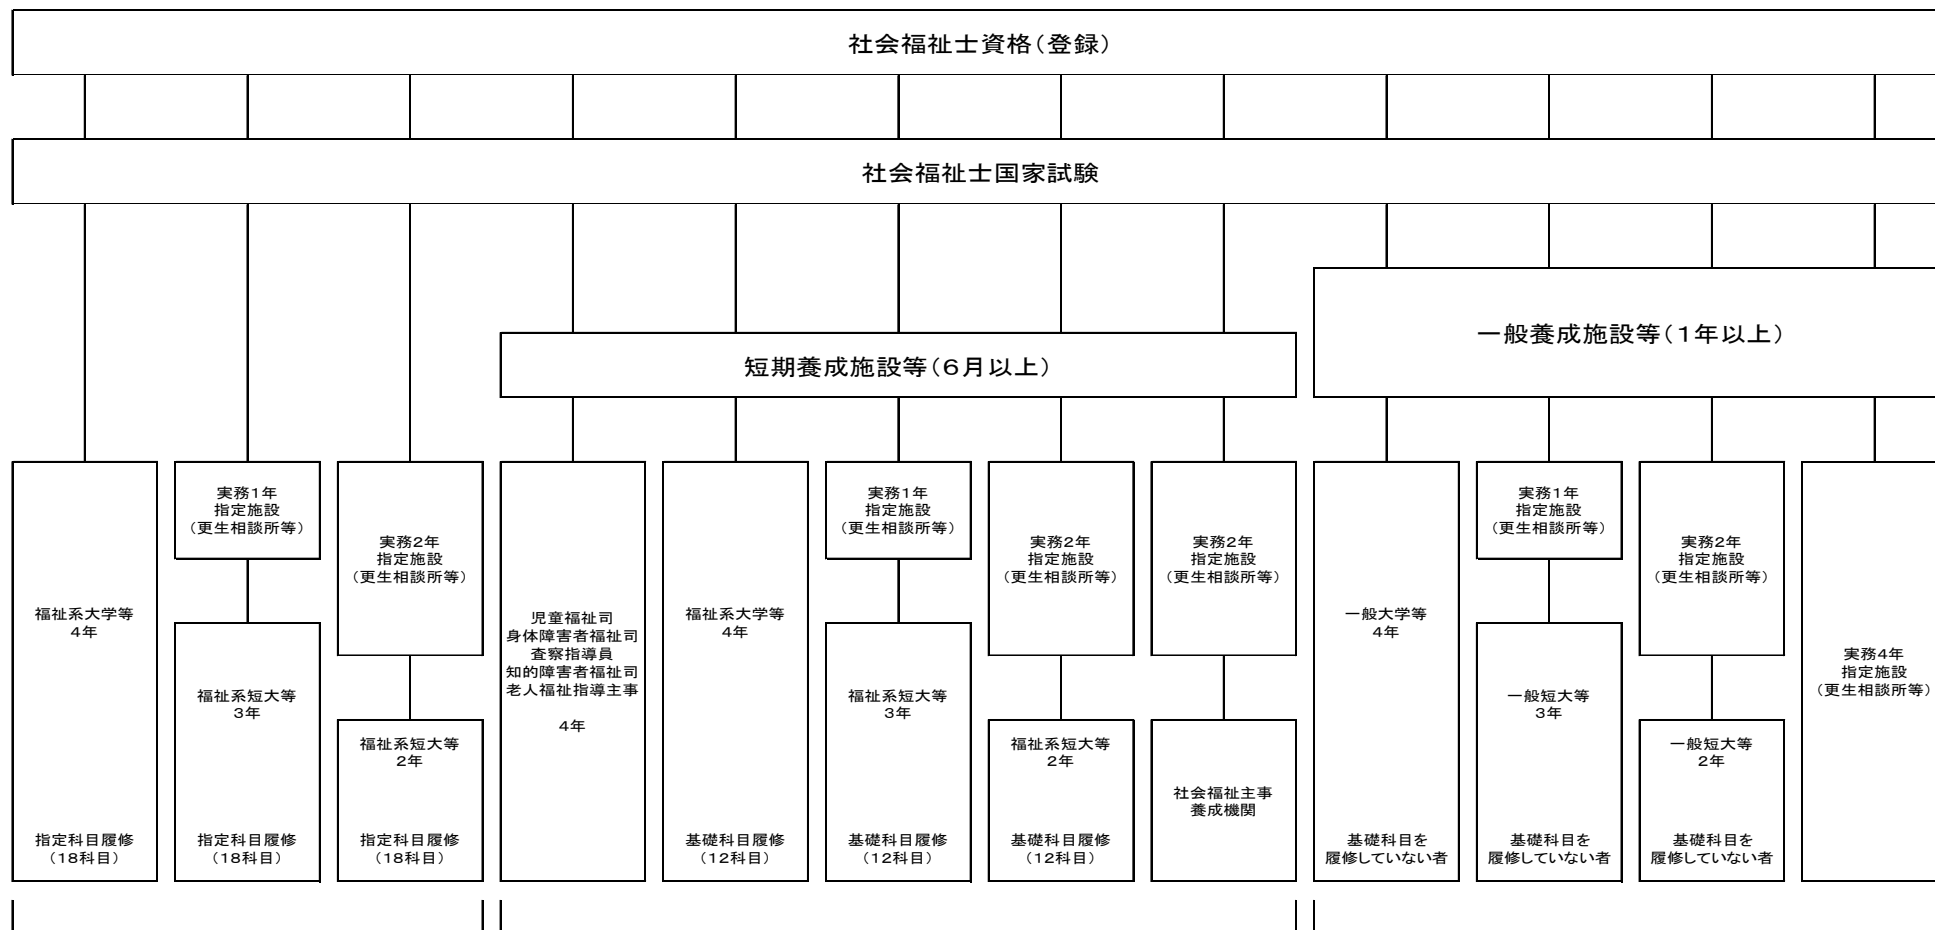 社会福祉士資格（登録）
社会福祉士国家試験
一般養成施設等（1年以上）
短期養成施設等（6月以上）
福祉系大学等
4年
指定科目履修
（18科目）
実務1年
指定施設
（更生相談所等）
福祉系短大等
3年
指定科目履修
（18科目）
実務2年
指定施設
（更生相談所等）
福祉系短大等
2年
指定科目履修
（18科目）
児童福祉司
身体障害者福祉司
査察指導員
知的障害者福祉司
老人福祉指導主事
4年
福祉系大学等
4年
基礎科目履修
（12科目）
実務1年
指定施設
（更生相談所等）
福祉系短大等
3年
基礎科目履修
（12科目）
実務2年
指定施設
（更生相談所等）
福祉系短大等
2年
基礎科目履修
（12科目）
実務2年
指定施設
（更生相談所等）
社会福祉主事
養成機関
一般大学等
4年
基礎科目を
履修していない者
実務1年
指定施設
（更生相談所等）
一般短大等
3年
基礎科目を
履修していない者
実務2年
指定施設
（更生相談所等）
一般短大等
2年
基礎科目を
履修していない者
実務4年
指定施設
（更生相談所等）